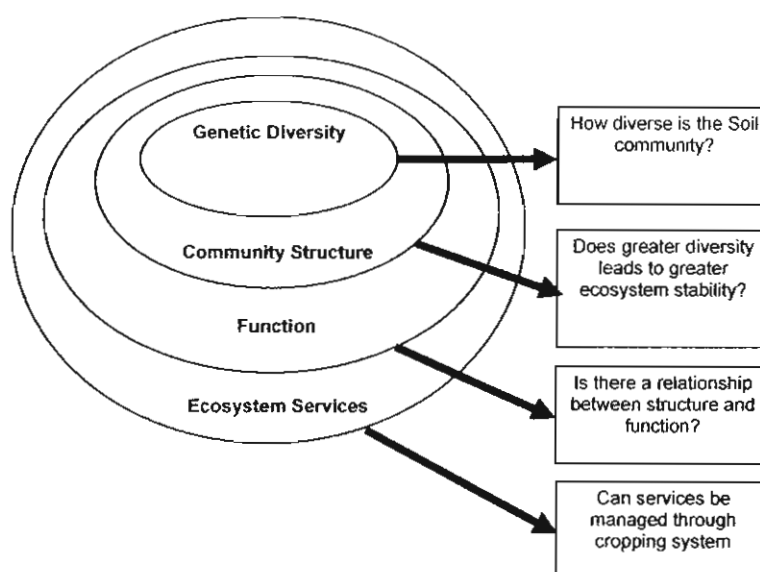 Genetic Diversity
Community Structure
Function
Ecosystem Services
How diverse is the Soil
community?
Does greater diversity
leads to greater
ecosystem stability?
Is there a relationship
between structure and
function?
Can services be
managed through
cropping system